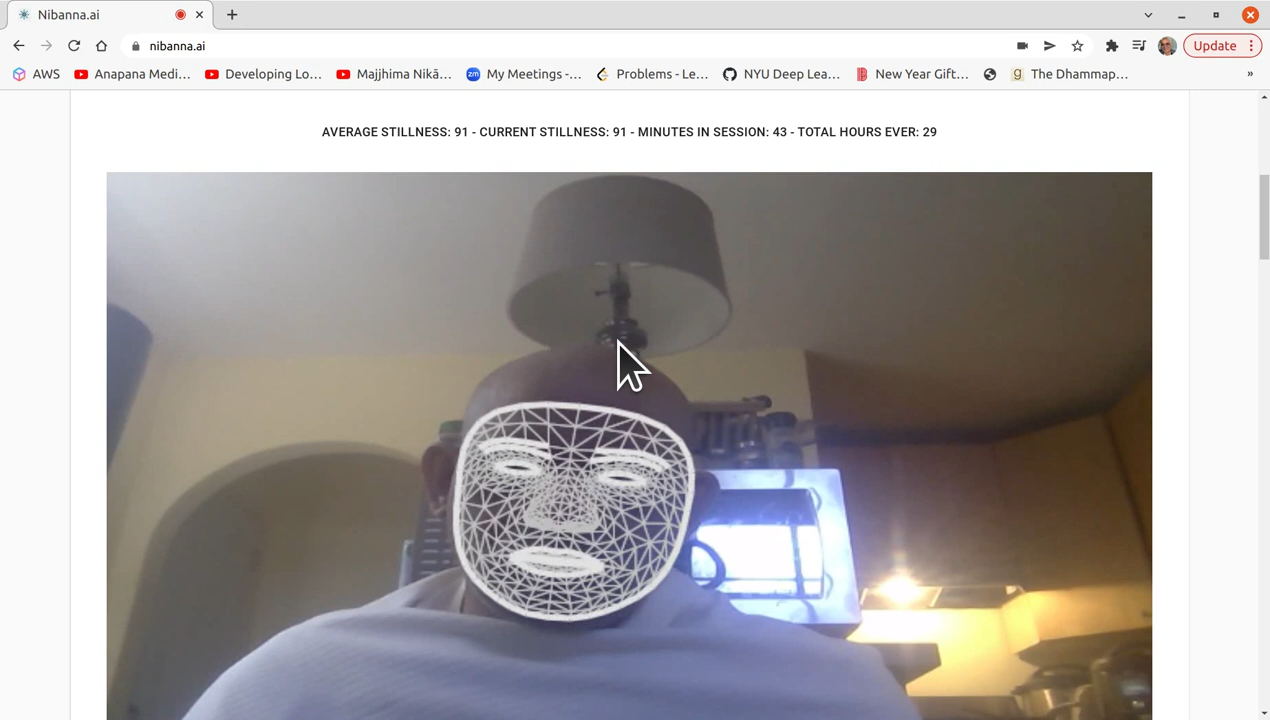 Nibanna.ai
nibanna.ai
Update
AWS
Anapana Medi...
Developing Lo...
Majjhima Nikā...
zm
My Meetings -...
Problems - Le...
NYU Deep Lea...
New Year Gift...
g
The Dhammap...
»
AVERAGE STILLNESS: 91 - CURRENT STILLNESS: 91 - MINUTES IN SESSION: 43 - TOTAL HOURS EVER: 29